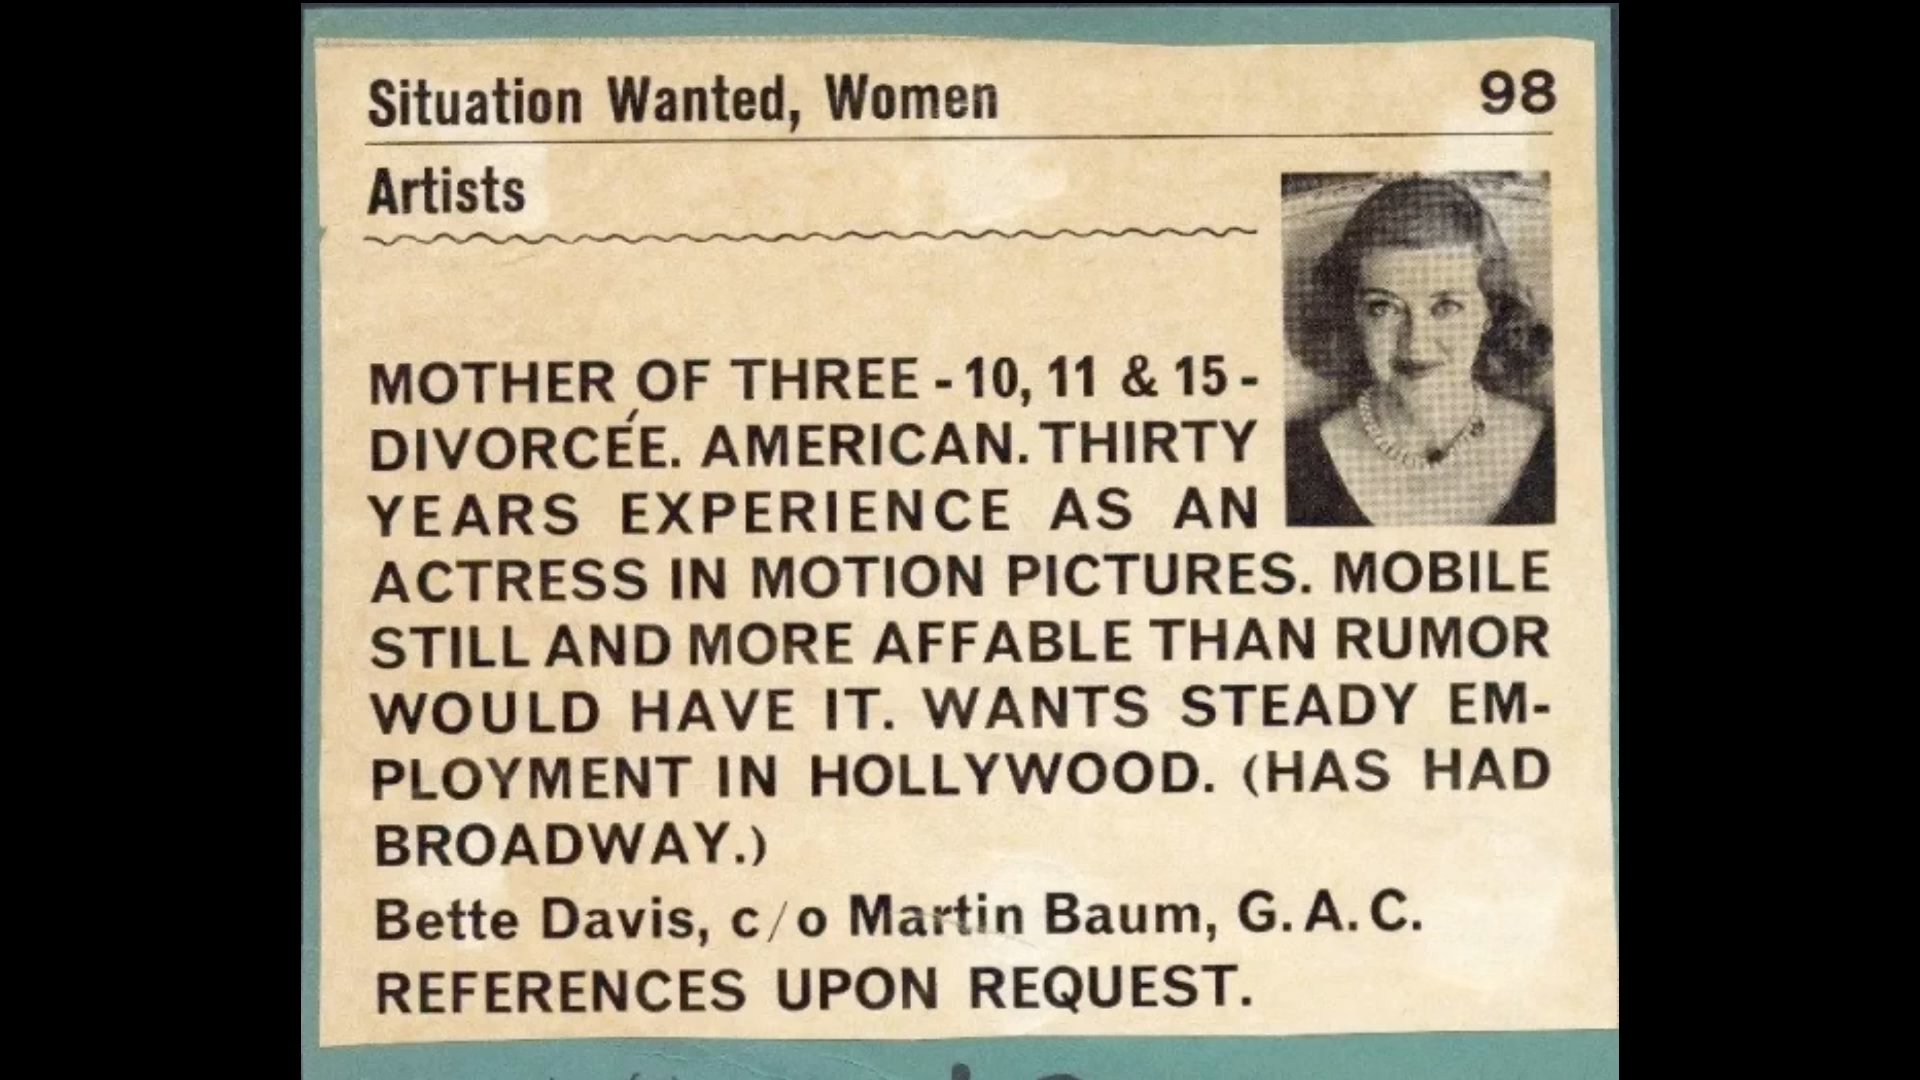 Situation Wanted, Women 98
Artists
MOTHER OF THREE - 10, 11 & 15 -
DIVORCÉE. AMERICAN. THIRTY
YEARS EXPERIENCE AS AN
ACTRESS IN MOTION PICTURES. MOBILE
STILL AND MORE AFFABLE THAN RUMOR
WOULD HAVE IT. WANTS STEADY EM-
PLOYMENT IN HOLLYWOOD. (HAS HAD
BROADWAY.)
Bette Davis, c/o Martin Baum, G. A. C.
REFERENCES UPON REQUEST.